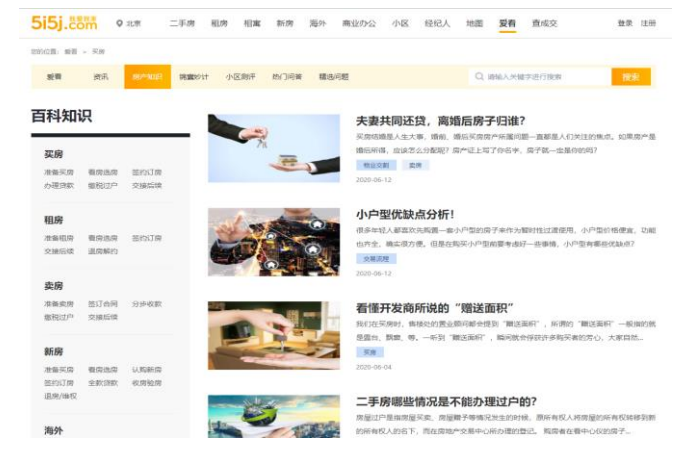 5i5j.com 我爱我家
北京 二手房 租房 相寓 新房 海外 商业办公 小区 经纪人 地图 爱看 查成交 登录 注册
您的位置：爱看 > 买房
爱看 资讯 房产知识 锦囊妙计 小区测评 热门问答 精选问题 请输入关键字进行搜索 搜索
百科知识
买房
准备买房 看房选房 签约订房
办理贷款 缴税过户 交接后续
租房
准备租房 看房选房 签约订房
交接后续 退房解约
卖房
准备卖房 签订合同 分步收款
缴税过户 交接后续
新房
准备买房 看房选房 认购新房
签约订房 全款贷款 收房验房
退房/维权
海外
夫妻共同还贷，离婚后房子归谁？
买房结婚是人生大事，婚前、婚后买房房产所属问题一直都是人们关注的焦点。如果房产是
婚后所得，应该怎么分配呢？房产证上写了你名字，房子就一定是你的吗？
物业交割 卖房
2020-06-12
小户型优缺点分析！
很多年轻人都喜欢先购置一套小户型的房子来作为暂时性过渡使用，小户型价格便宜，功能
也齐全，确实很方便。但是在购买小户型前要考虑好一些事情，小户型有哪些优缺点？
交易流程
2020-06-12
看懂开发商所说的“赠送面积”
我们在买房时，售楼处的置业顾问都会提到“赠送面积”，所谓的“赠送面积”一般指的就
是露台、飘窗、等。一听到“赠送面积”，瞬间就会俘获许多购买者的芳心，大家自然...
买房
2020-06-04
二手房哪些情况是不能办理过户的？
房屋过户是指房屋买卖、房屋赠予等情况发生的时候，原所有权人将房屋的所有权转移到新
的所有权人的名下，而在房地产交易中心所办理的登记。购房者在看中心仪的房子...